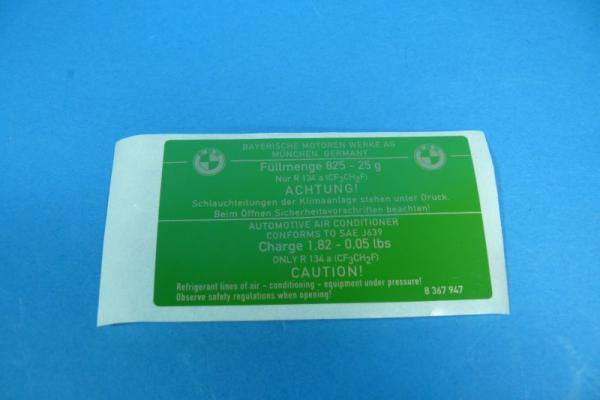 BAYERISCHE MOTOREN WERKE AG
MÜNCHEN GERMANY
Füllmenge 825 - 25 g
Nur R 134 a (CF₃CH₂F)
ACHTUNG!
Schlauchleitungen der Klimaanlage stehen unter Druck.
Beim Öffnen Sicherheitsvorschriften beachten!
AUTOMOTIVE AIR CONDITIONER
CONFORMS TO SAE J639
Charge 1,82 - 0.05 lbs
ONLY R 134 a (CF₃CH₂F)
CAUTION!
Refrigerant lines of air - conditioning - equipment under pressure!
Observe safety regulations when opening!
8 367 947